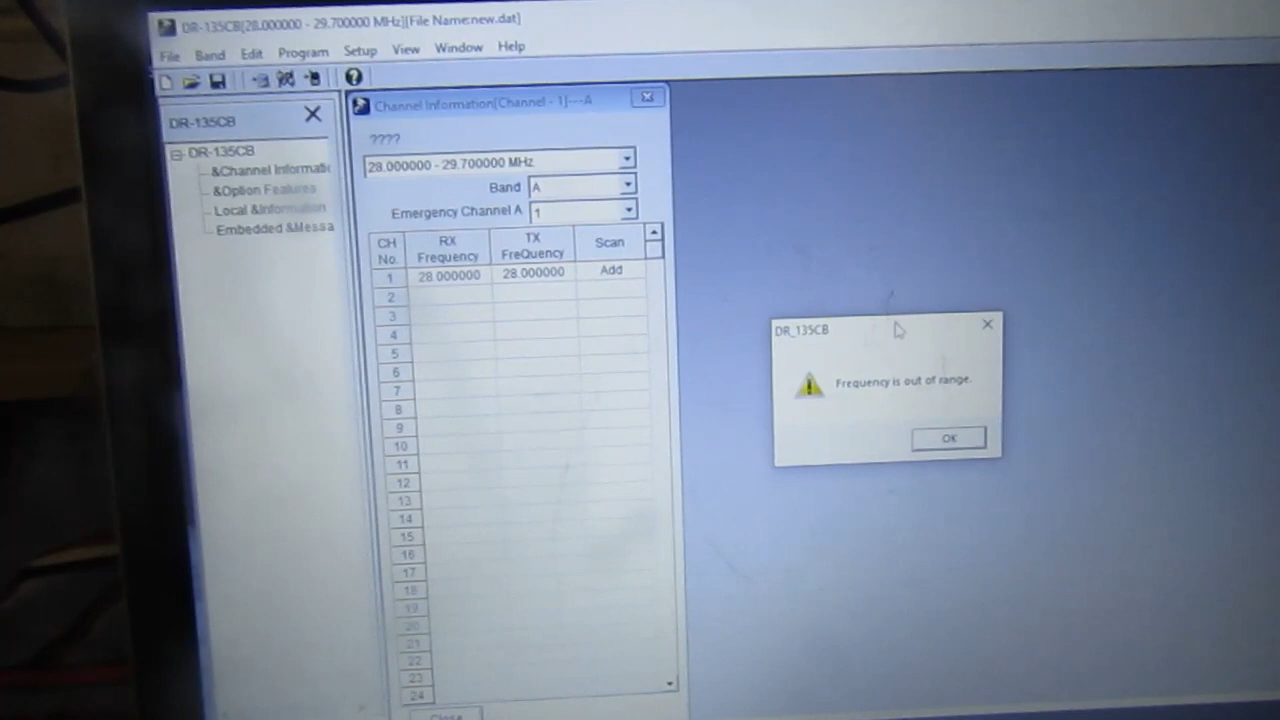 DR-135CB[28.000000 - 29.700000 MHz][File Name:new.dat]
File Band Edit Program Setup View Window Help
DR-135CB
DR-135CB
&Channel Informatic
&Option Features
Local &Information
Embedded &Messa
Channel Information[Channel - 1]---A
????
28.000000 - 29.700000 MHz
Band A
Emergency Channel A 1
CH No. RX Frequency TX FreQuency Scan
1 28.000000 28.000000 Add
2
3
4
5
6
7
8
9
10
11
12
13
14
15
16
17
18
19
20
21
22
23
24
Close
DR_135CB
Frequency is out of range.
OK